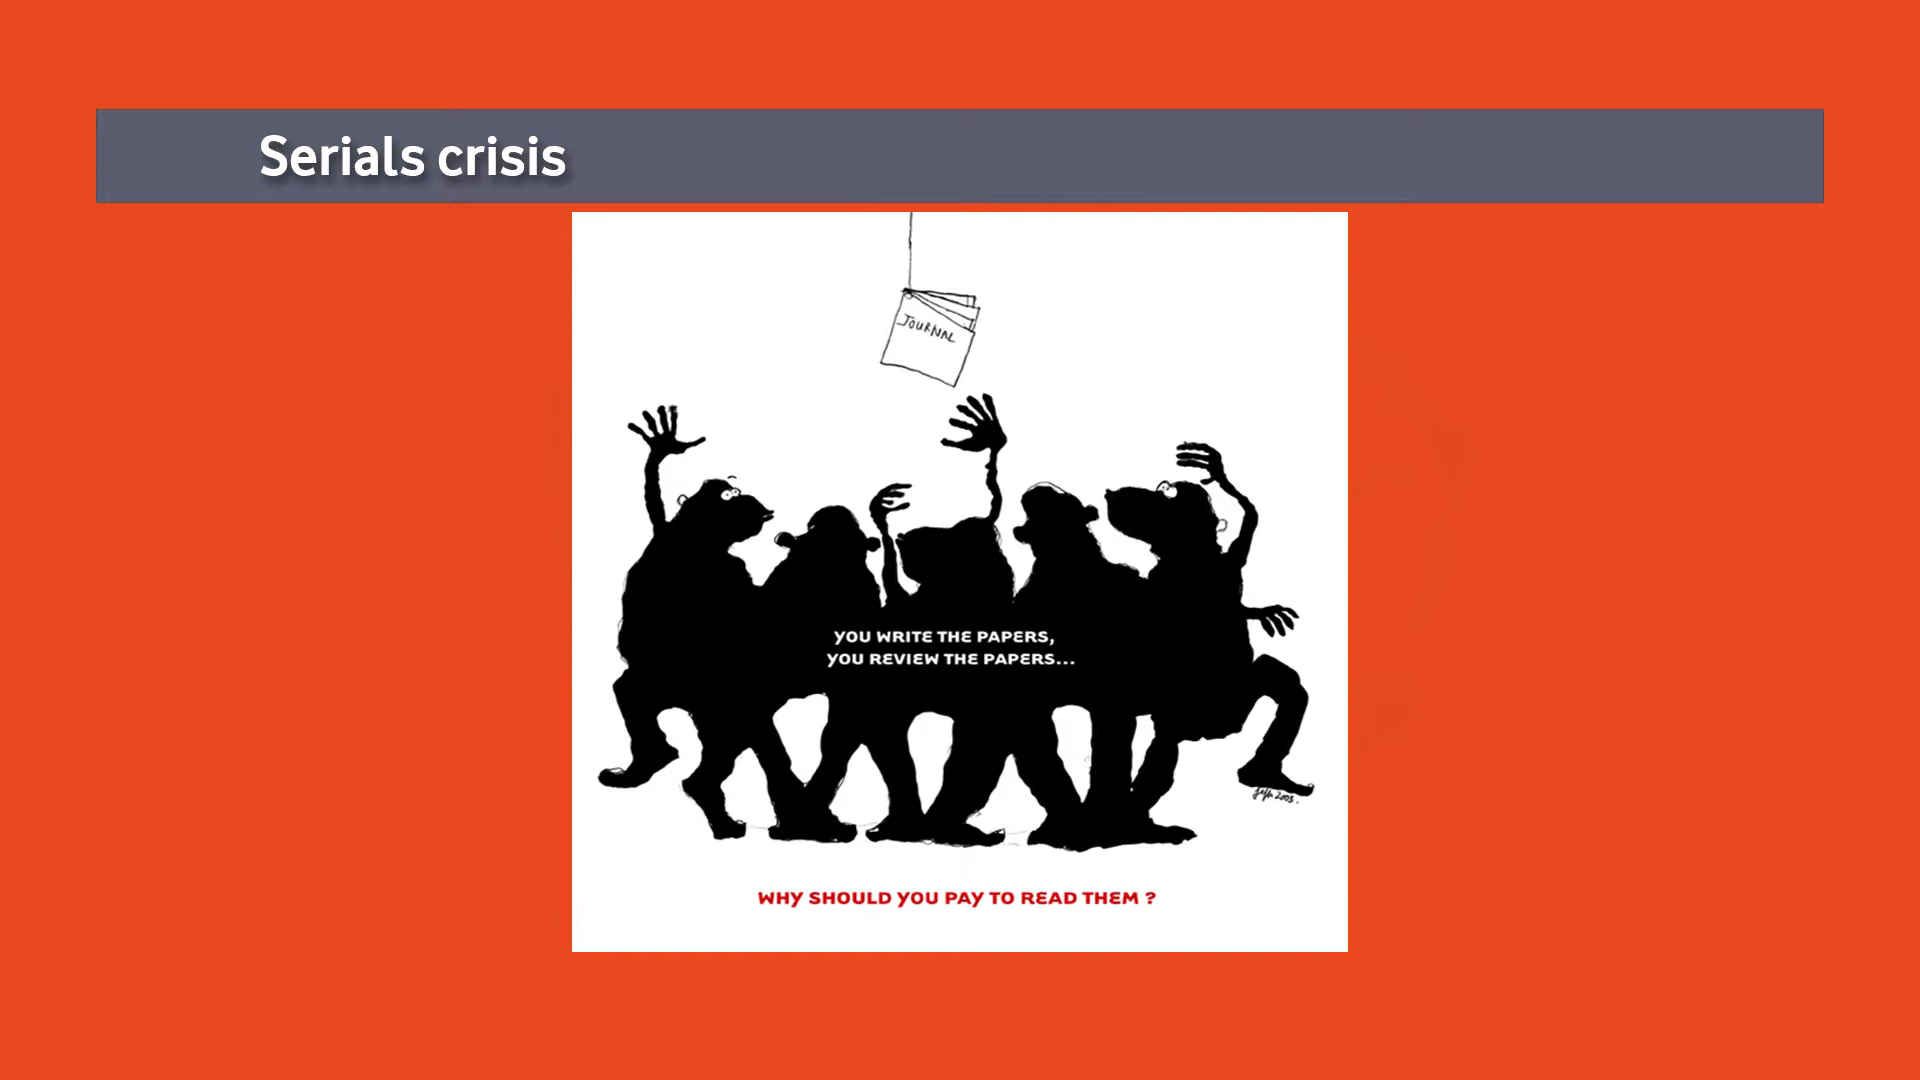 Serials crisis
JOURNAL
YOU WRITE THE PAPERS,
YOU REVIEW THE PAPERS...
WHY SHOULD YOU PAY TO READ THEM ?